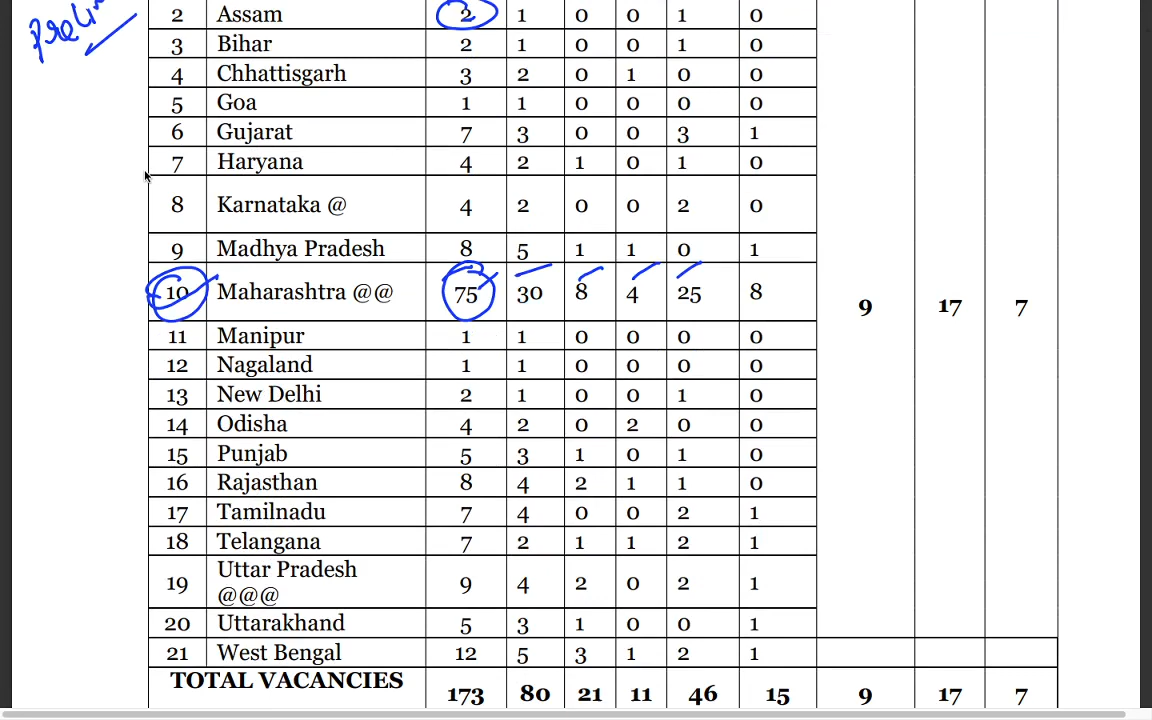 Preli
2 Assam 2 1 0 0 1 0
3 Bihar 2 1 0 0 1 0
4 Chhattisgarh 3 2 0 1 0 0
5 Goa 1 1 0 0 0 0
6 Gujarat 7 3 0 0 3 1
7 Haryana 4 2 1 0 1 0
8 Karnataka @ 4 2 0 0 2 0
9 Madhya Pradesh 8 5 1 1 0 1
10 Maharashtra @@ 75 30 8 4 25 8
9 17 7
11 Manipur 1 1 0 0 0 0
12 Nagaland 1 1 0 0 0 0
13 New Delhi 2 1 0 0 1 0
14 Odisha 4 2 0 2 0 0
15 Punjab 5 3 1 0 1 0
16 Rajasthan 8 4 2 1 1 0
17 Tamilnadu 7 4 0 0 2 1
18 Telangana 7 2 1 1 2 1
19 Uttar Pradesh @@@ 9 4 2 0 2 1
20 Uttarakhand 5 3 1 0 0 1
21 West Bengal 12 5 3 1 2 1
TOTAL VACANCIES 173 80 21 11 46 15 9 17 7